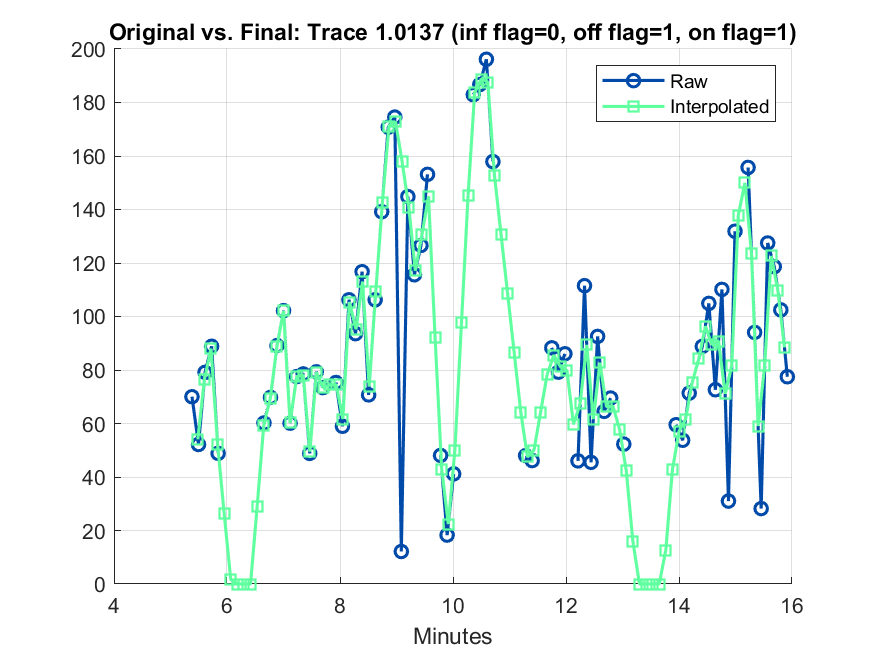 Original vs. Final: Trace 1.0137 (inf flag=0, off flag=1, on flag=1)
200
180
160
140
120
100
80
60
40
20
0
Raw
Interpolated
4 6 8 10 12 14 16
Minutes